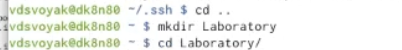 vdsvoyak@dk8n80 ~/.ssh $ cd ..
vdsvoyak@dk8n80 ~ $ mkdir Laboratory
vdsvoyak@dk8n80 ~ $ cd Laboratory/